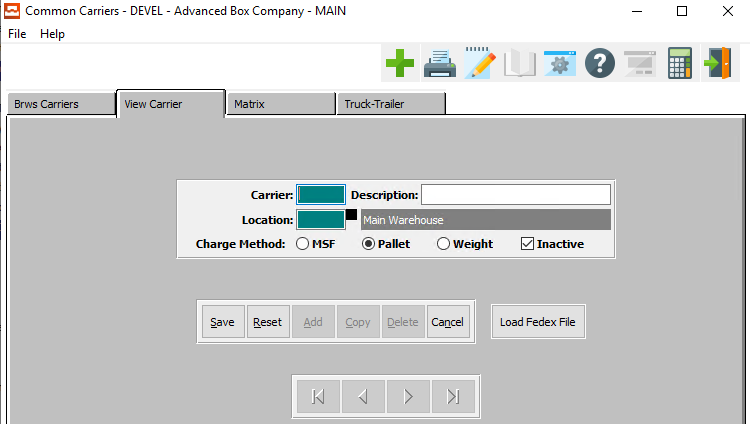 Common Carriers - DEVEL - Advanced Box Company - MAIN
File Help
Brws Carriers View Carrier Matrix Truck-Trailer
Carrier: Description:
Location: Main Warehouse
Charge Method: MSF Pallet Weight Inactive
Save Reset Add Copy Delete Cancel Load Fedex File